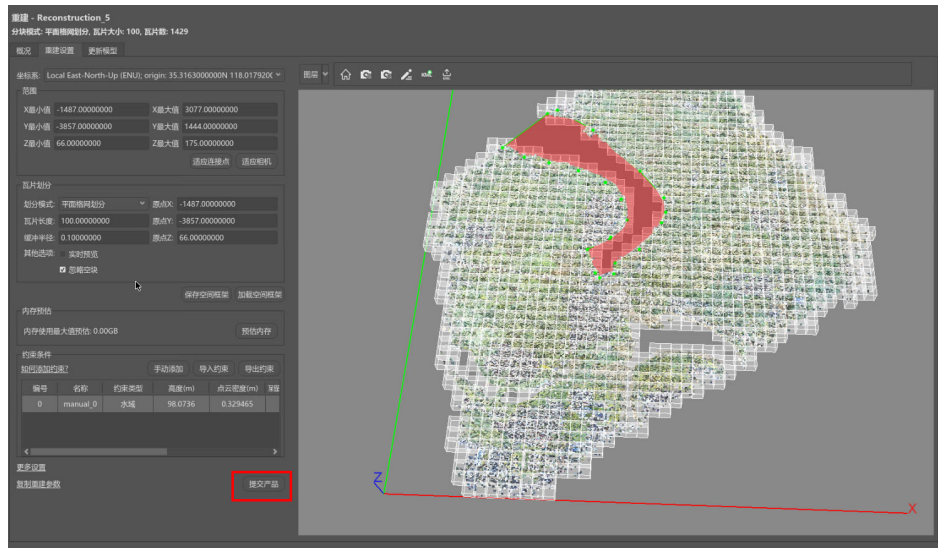 重建 - Reconstruction_5
分块模式: 平面格网划分, 瓦片大小: 100, 瓦片数: 1429
概况 重建设置 更新模型
坐标系: Local East-North-Up (ENU); origin: 35.3163000000N 118.017920(
图层
范围
X最小值 -1487.00000000 X最大值 3077.00000000
Y最小值 -3857.00000000 Y最大值 1444.00000000
Z最小值 66.00000000 Z最大值 175.00000000
适应连接点 适应相机
瓦片划分
划分模式: 平面格网划分 原点X: -1487.00000000
瓦片长度: 100.00000000 原点Y: -3857.00000000
缓冲半径: 0.10000000 原点Z: 66.00000000
其他选项: 实时预览
忽略空块
保存空间框架 加载空间框架
内存预估
内存使用最大值预估: 0.00GB 预估内存
约束条件
如何添加约束? 手动添加 导入约束 导出约束
编号 名称 约束类型 高度(m) 点云密度(m)
0 manual_0 水域 98.0736 0.329465
更多设置
复制重建参数 提交产品
Z
X